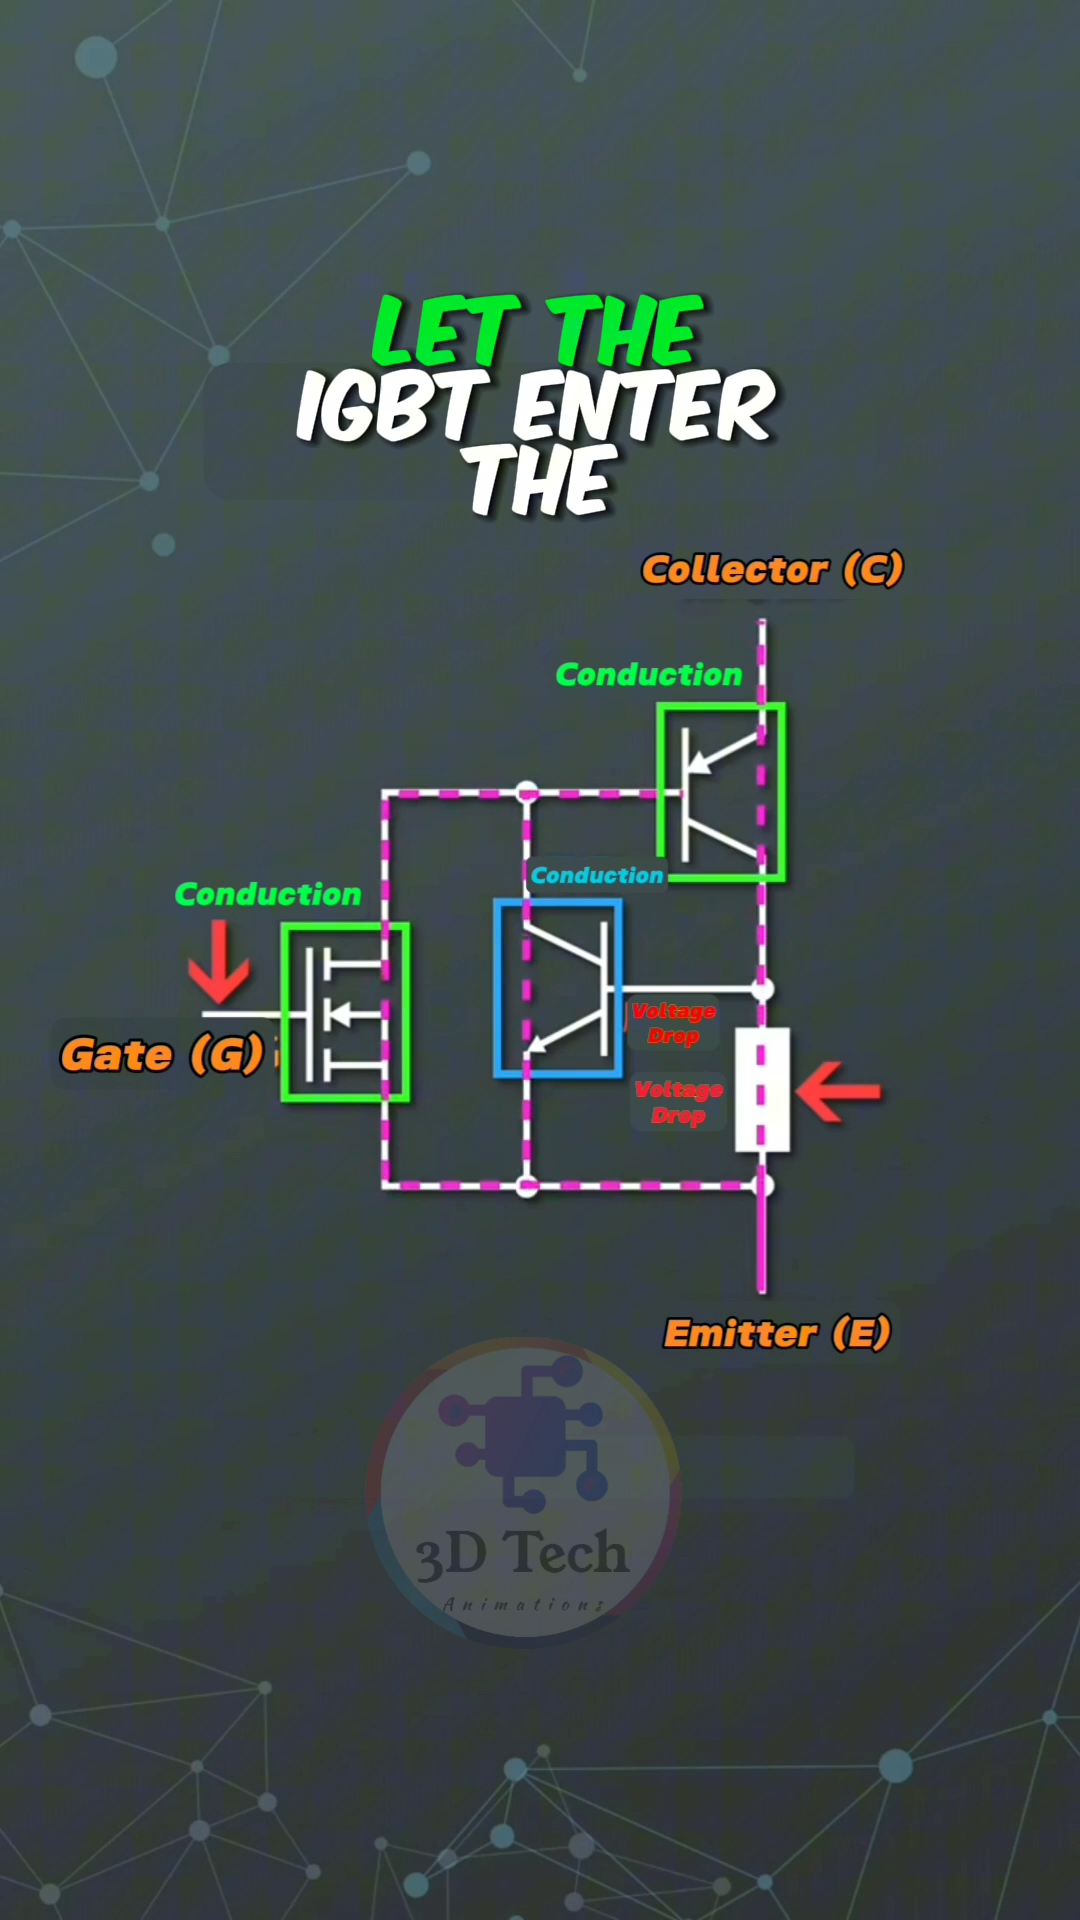 LET THE
IGBT ENTER
THE
Collector (C)
Conduction
Conduction
Conduction
Voltage
Drop
Gate (G)
Voltage
Drop
Emitter (E)
3D Tech
Animations